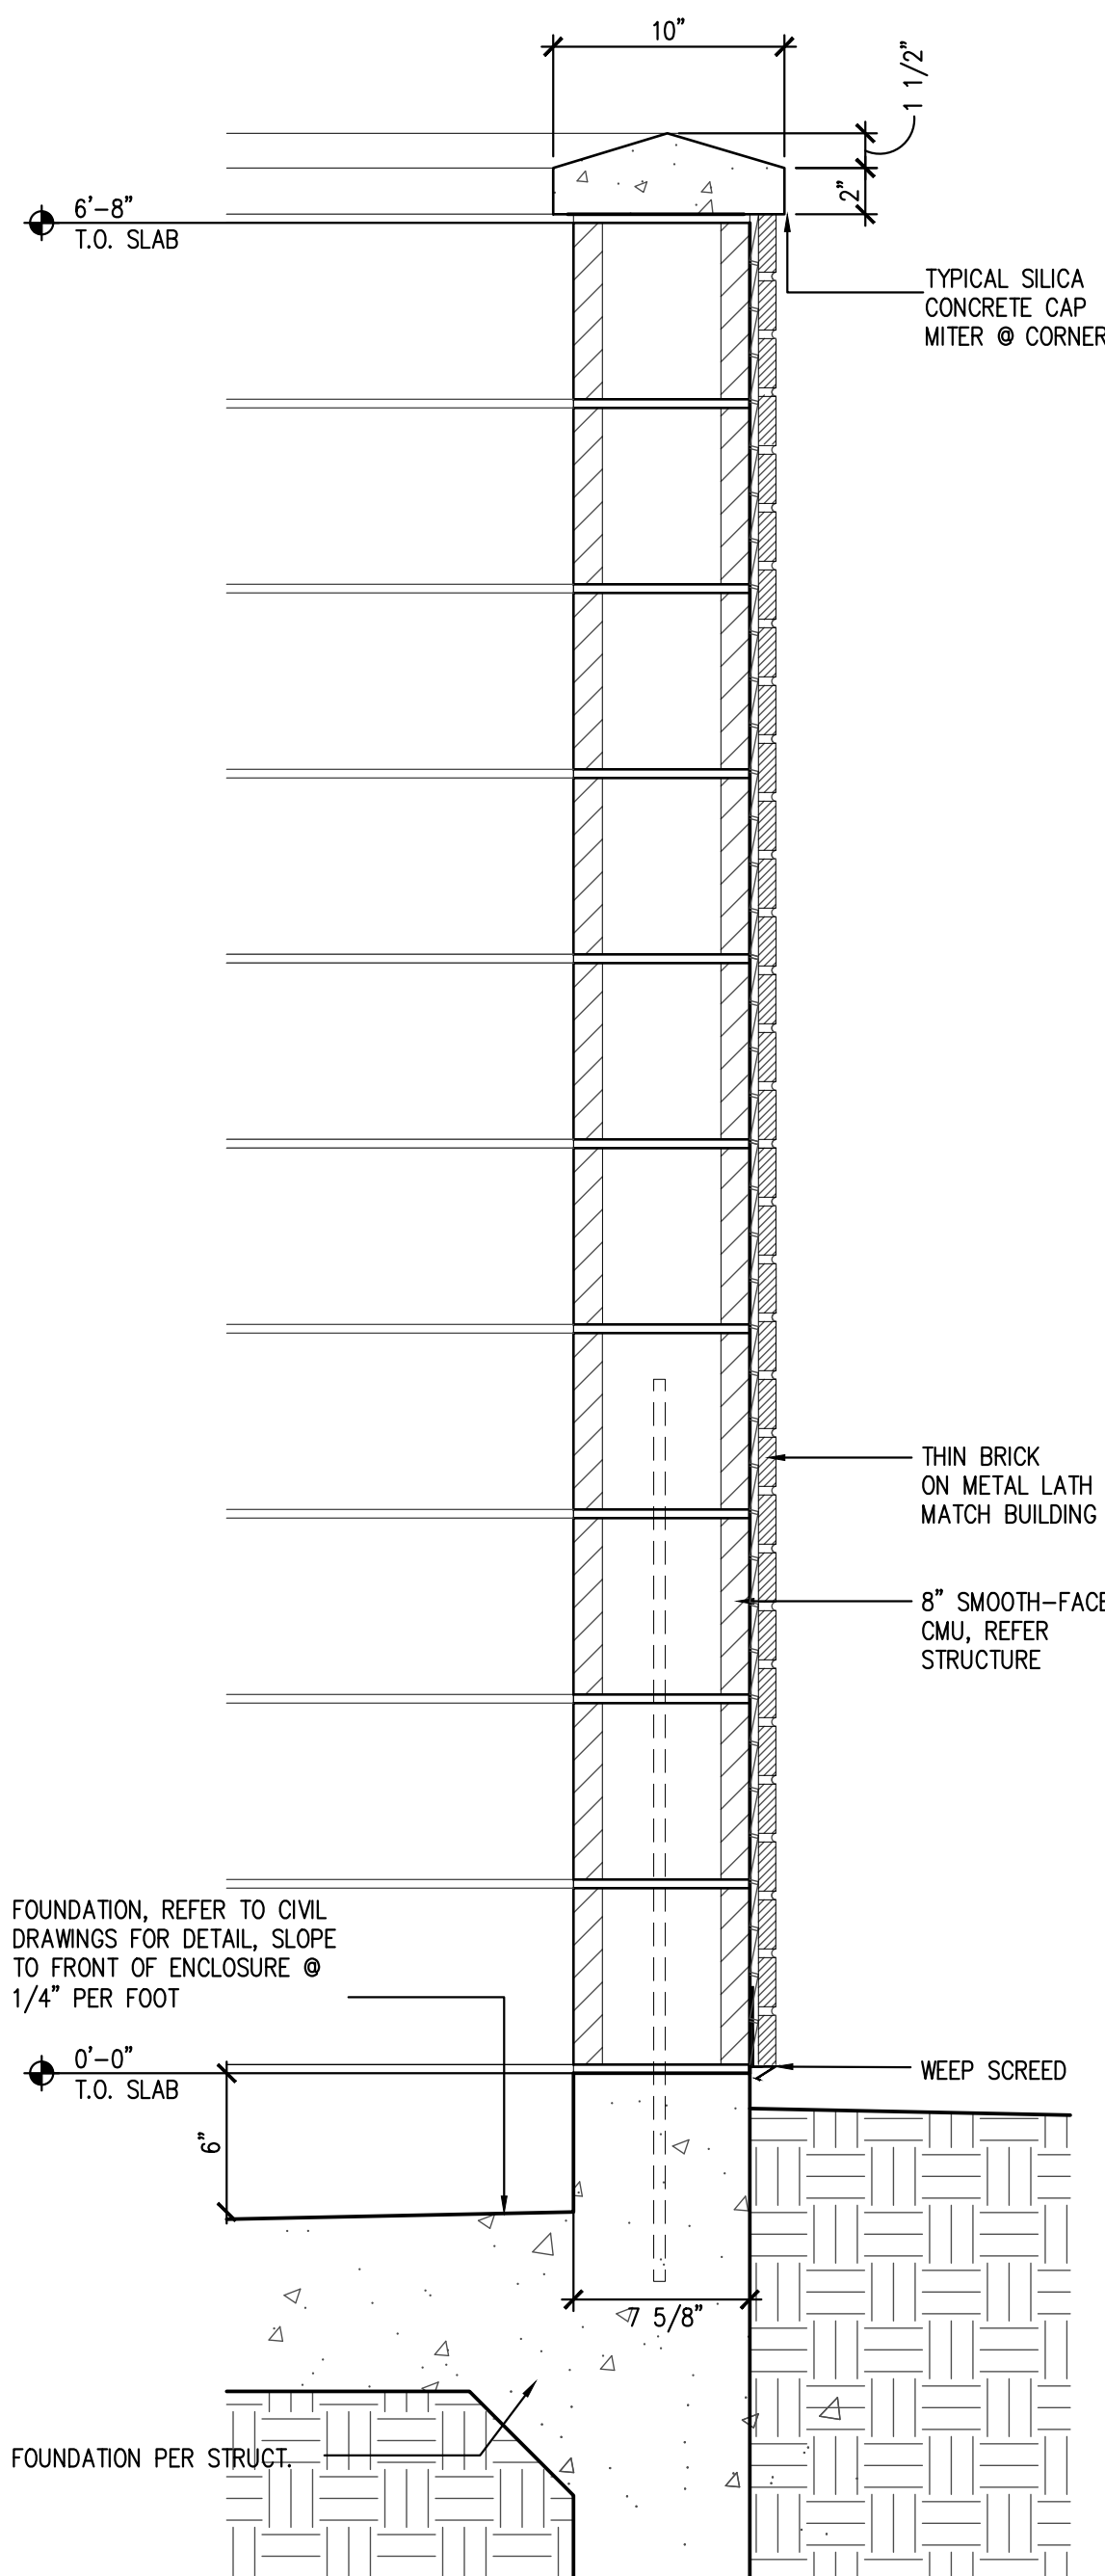 10”
1 1/2”
2”
6’-8”
T.O. SLAB
TYPICAL SILICA
CONCRETE CAP
MITER @ CORNER
THIN BRICK
ON METAL LATH
MATCH BUILDING
8” SMOOTH-FACE
CMU, REFER
STRUCTURE
FOUNDATION, REFER TO CIVIL
DRAWINGS FOR DETAIL, SLOPE
TO FRONT OF ENCLOSURE @
1/4” PER FOOT
0’-0”
T.O. SLAB
WEEP SCREED
6”
7 5/8”
FOUNDATION PER STRUCT.